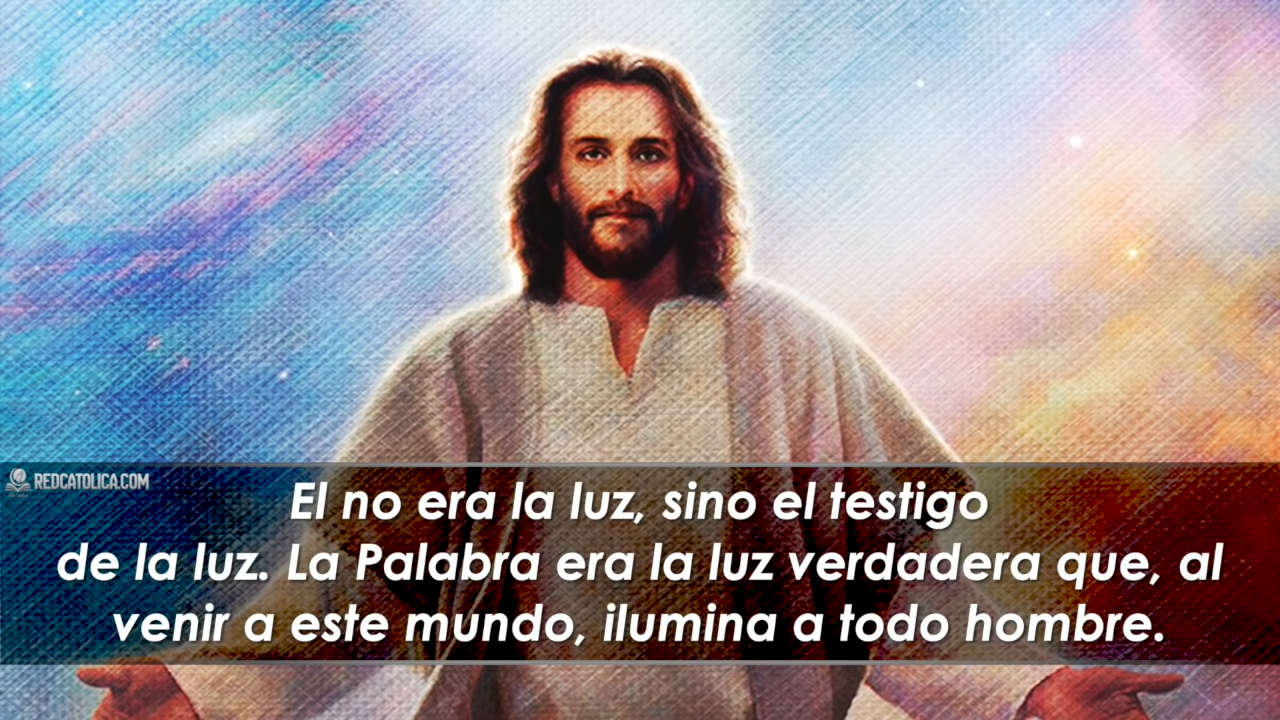 REDCATOLICA.COM
El no era la luz, sino el testigo
de la luz. La Palabra era la luz verdadera que, al
venir a este mundo, ilumina a todo hombre.